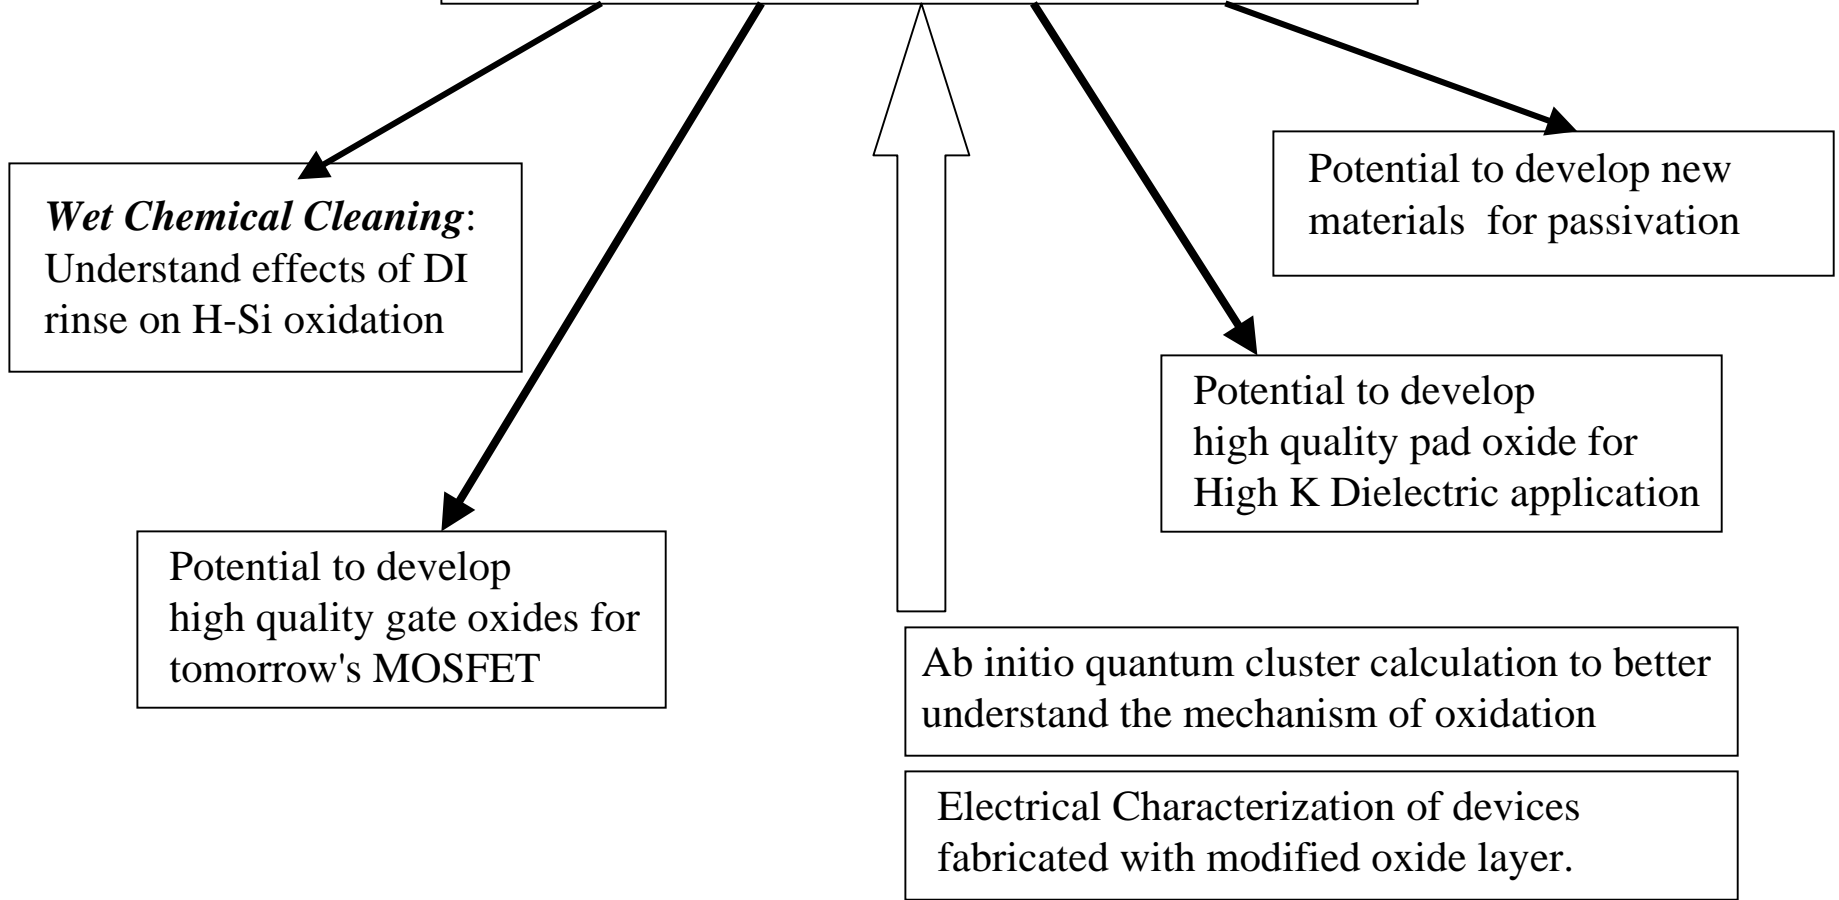 Wet Chemical Cleaning:
Understand effects of DI
rinse on H-Si oxidation
Potential to develop new
materials  for passivation
Potential to develop
high quality pad oxide for
High K Dielectric application
Potential to develop
high quality gate oxides for
tomorrow's MOSFET
Ab initio quantum cluster calculation to better
understand the mechanism of oxidation
Electrical Characterization of devices
fabricated with modified oxide layer.